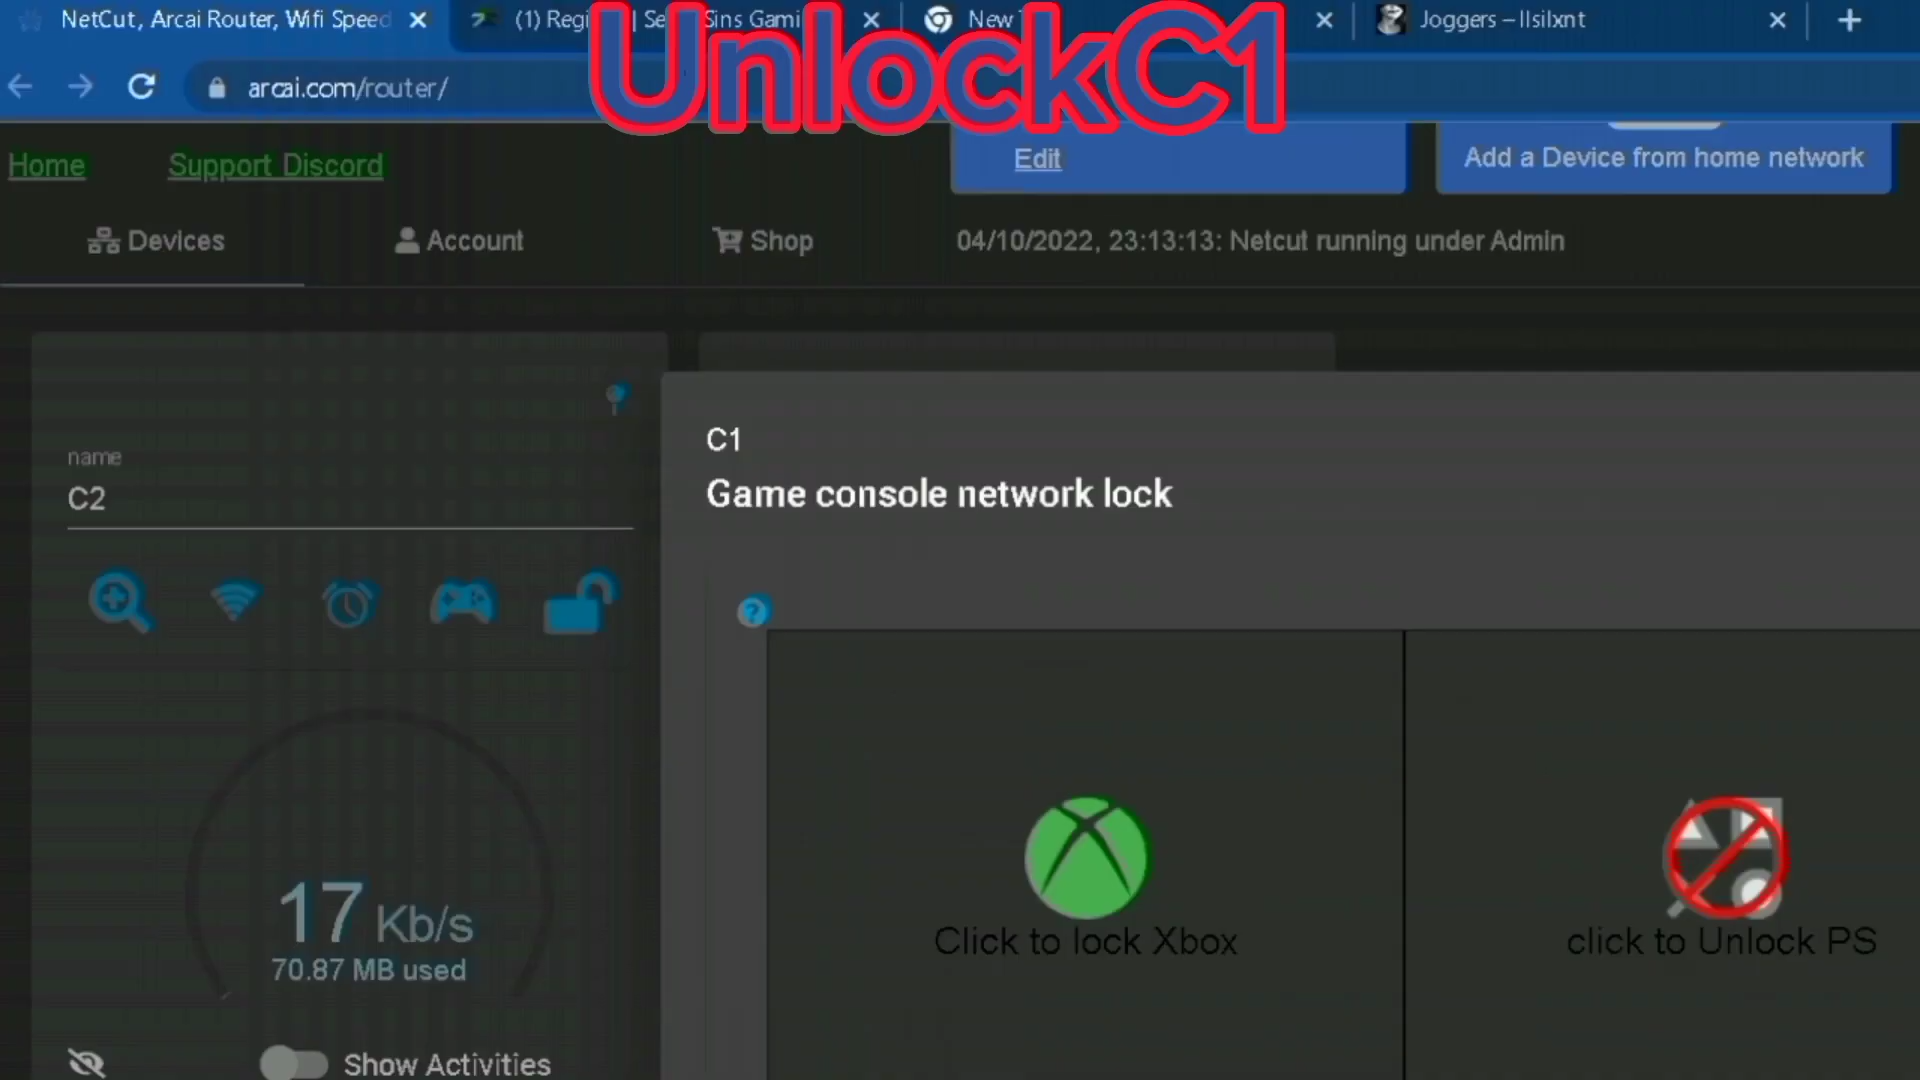 NetCut, Arcai Router, Wifi Speed
(1) Regi
Sins Gami
New
Joggers – llsilxnt
UnlockC1
arcai.com/router/
Home
Support Discord
Edit
Add a Device from home network
Devices
Account
Shop
04/10/2022, 23:13:13: Netcut running under Admin
name
C2
C1
Game console network lock
?
17 Kb/s
70.87 MB used
Click to lock Xbox
click to Unlock PS
Show Activities